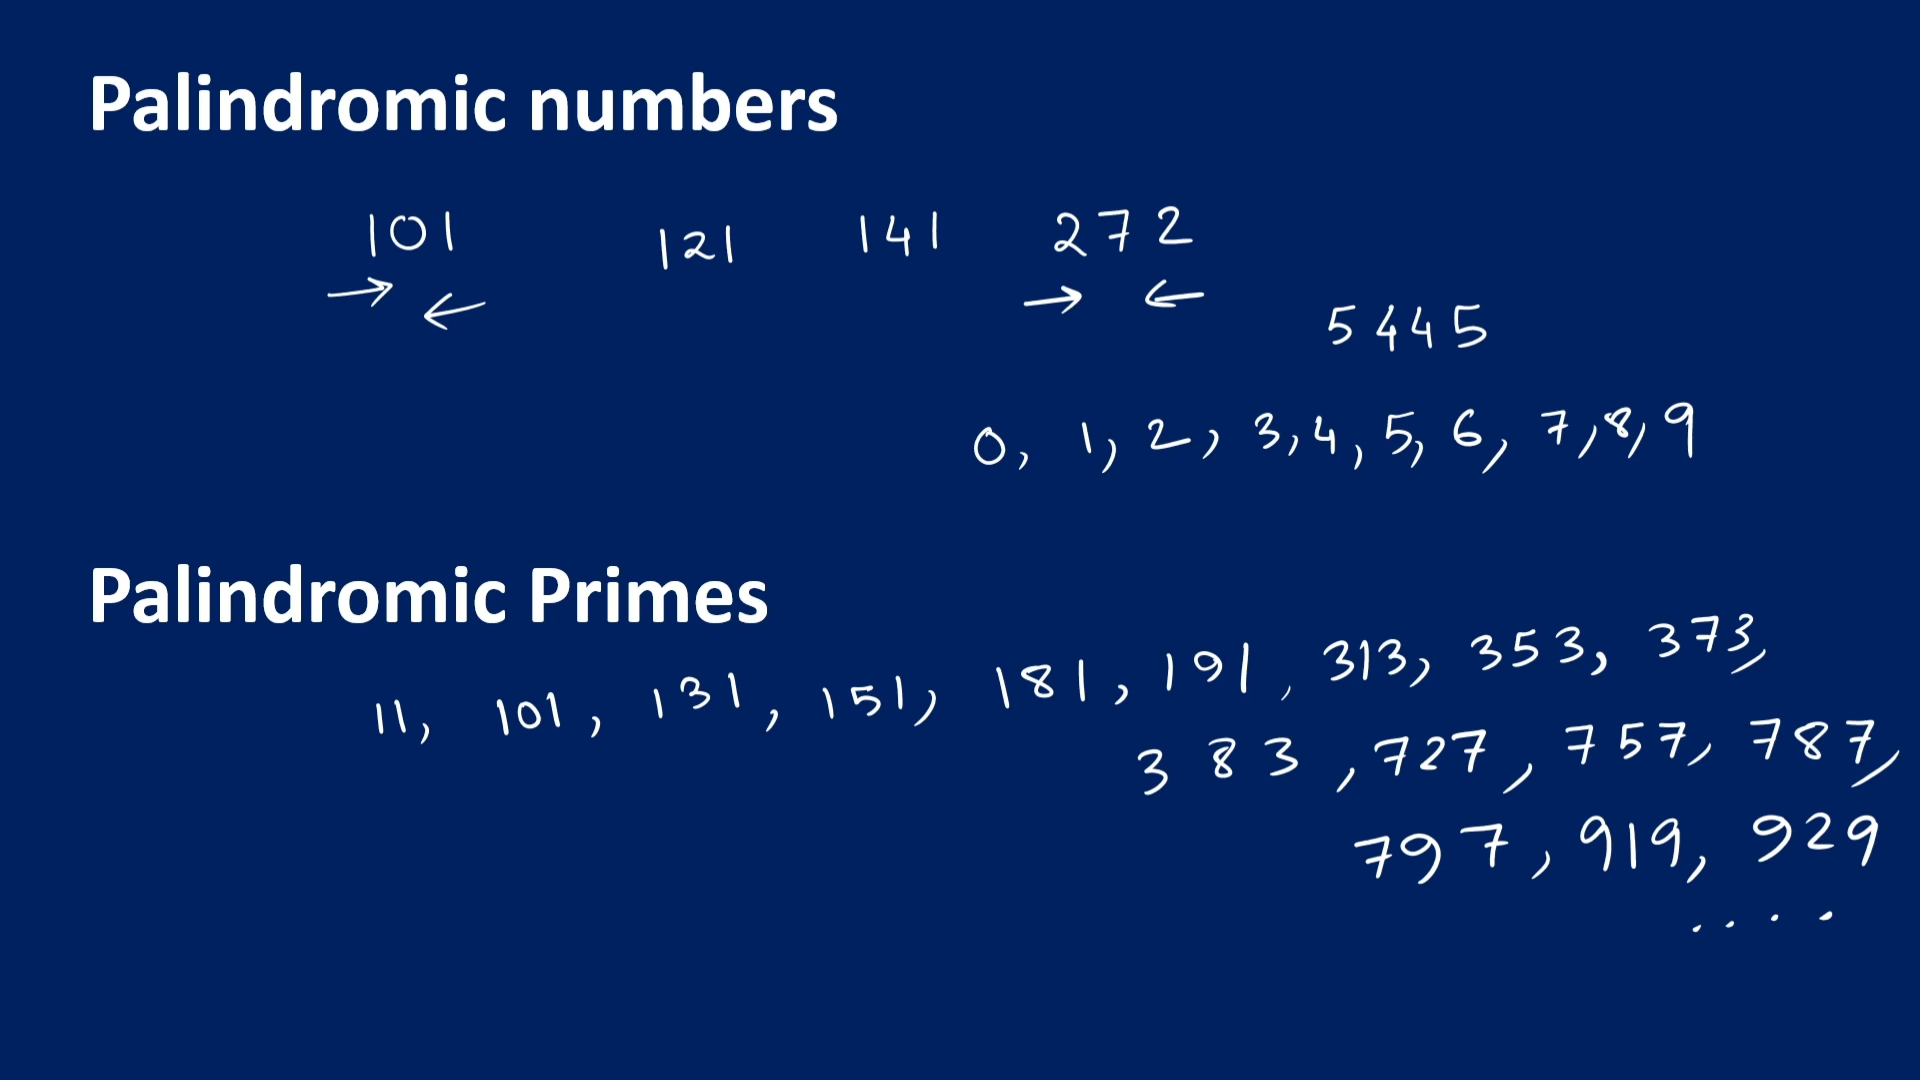 Palindromic numbers
101 121 141 272
5445
0, 1, 2, 3, 4, 5, 6, 7, 8, 9
Palindromic Primes
11, 101, 131, 151, 181, 191, 313, 353, 373,
383, 727, 757, 787,
797, 919, 929
....